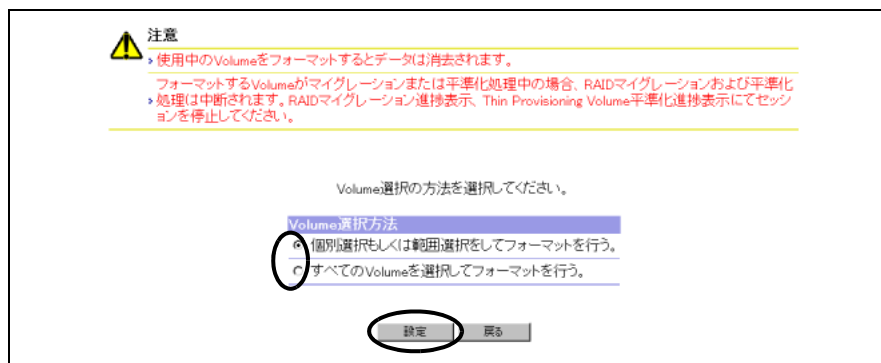 注意
使用中のVolumeをフォーマットするとデータは消去されます。
フォーマットするVolumeがマイグレーションまたは平準化処理中の場合、RAIDマイグレーションおよび平準化
処理は中断されます。RAIDマイグレーション進捗表示、Thin Provisioning Volume平準化進捗表示にてセッシ
ョンを停止してください。
Volume選択の方法を選択してください。
Volume選択方法
個別選択もしくは範囲選択をしてフォーマットを行う。
すべてのVolumeを選択してフォーマットを行う。
設定 戻る